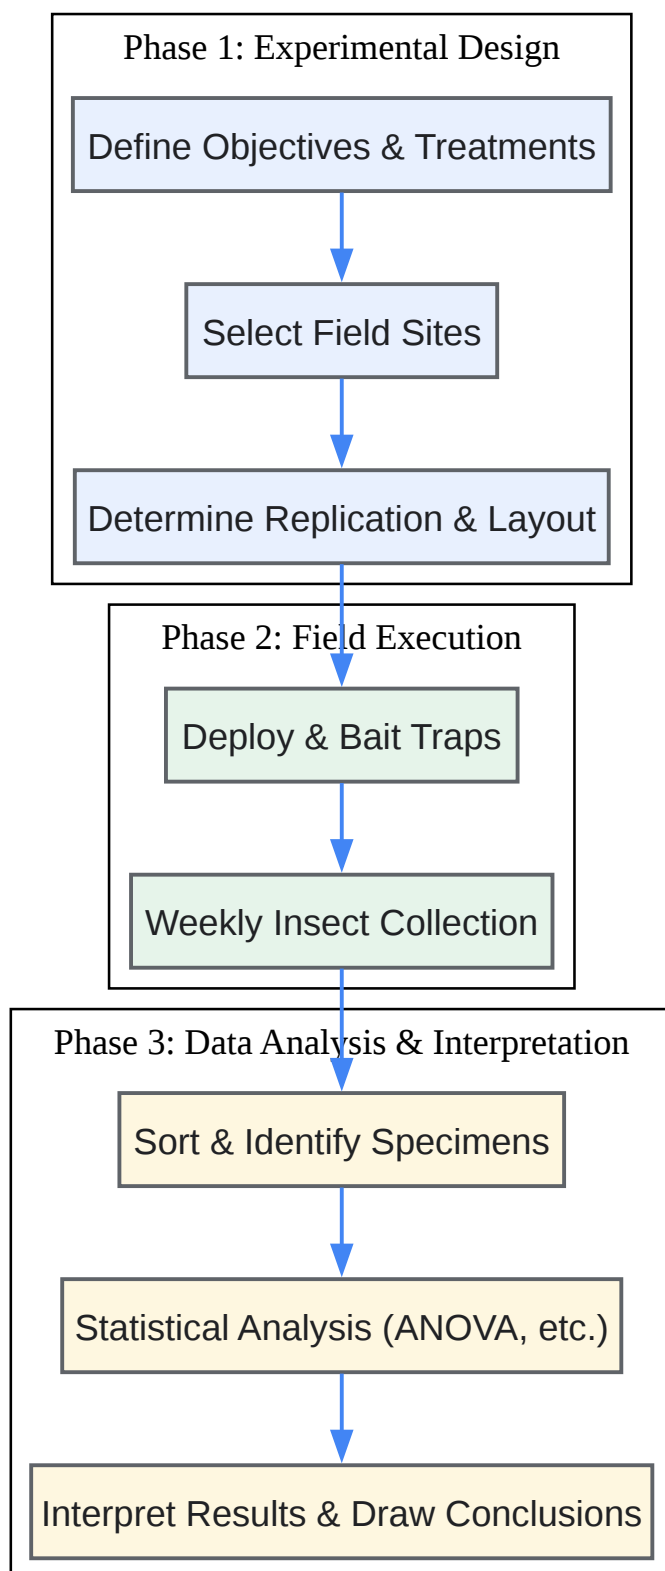 Phase 1: Experimental Design
Define Objectives & Treatments
Select Field Sites
Determine Replication & Layout
Phase 2: Field Execution
Deploy & Bait Traps
Weekly Insect Collection
Phase 3: Data Analysis & Interpretation
Sort & Identify Specimens
Statistical Analysis (ANOVA, etc.)
Interpret Results & Draw Conclusions